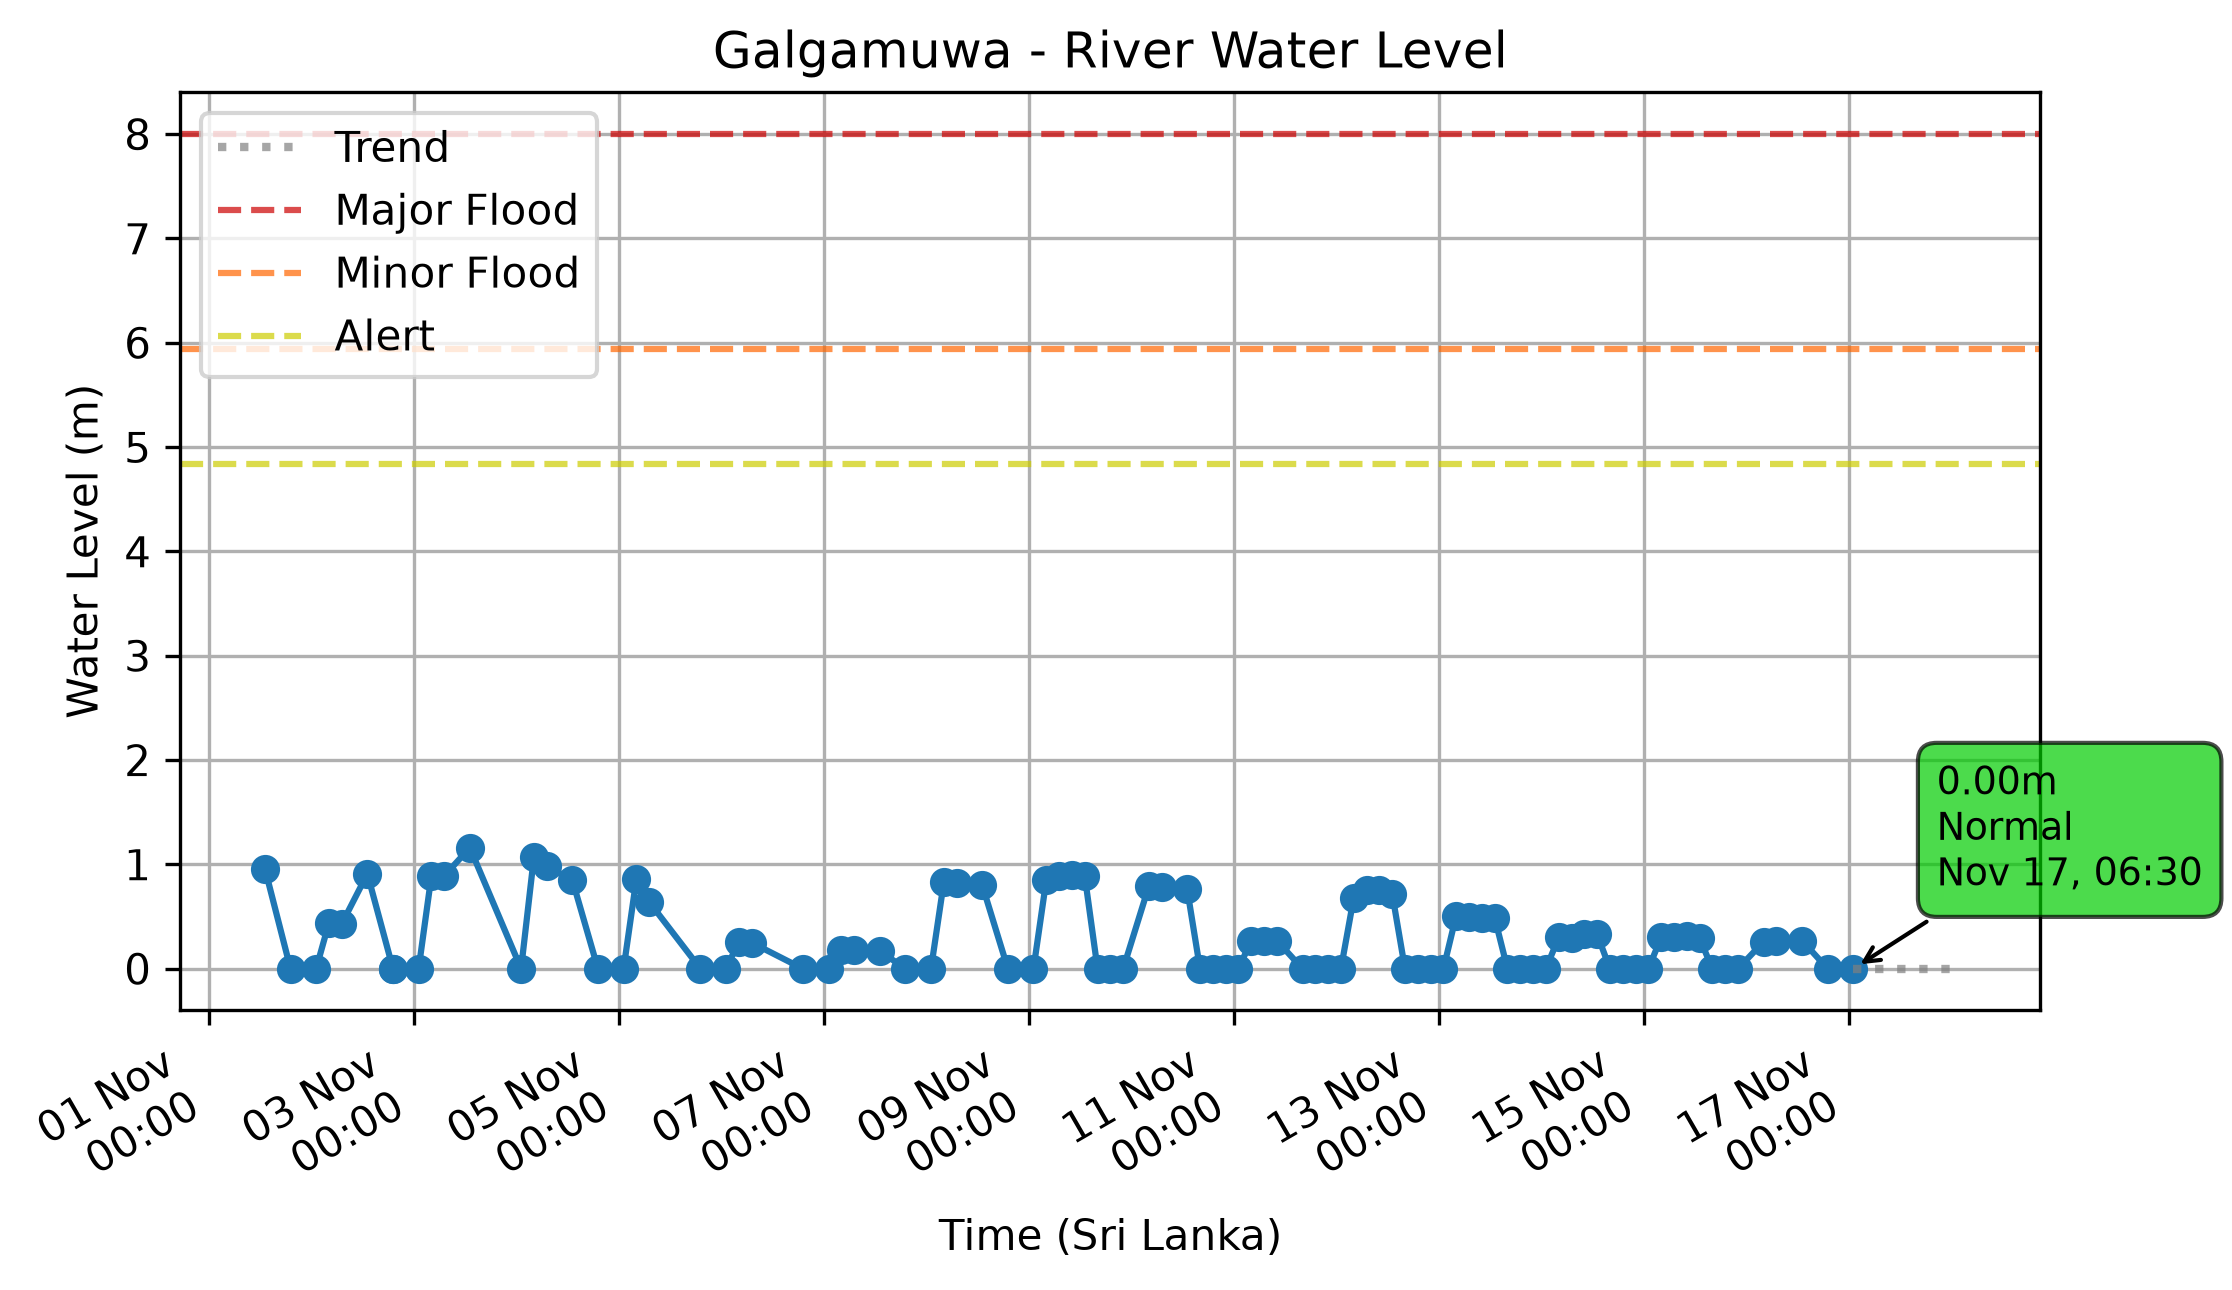 Galgamuwa - River Water Level
Trend
Major Flood
Minor Flood
Alert
8
7
6
5
4
3
2
1
0
Water Level (m)
0.00m
Normal
Nov 17, 06:30
01 Nov
00:00
03 Nov
00:00
05 Nov
00:00
07 Nov
00:00
09 Nov
00:00
11 Nov
00:00
13 Nov
00:00
15 Nov
00:00
17 Nov
00:00
Time (Sri Lanka)